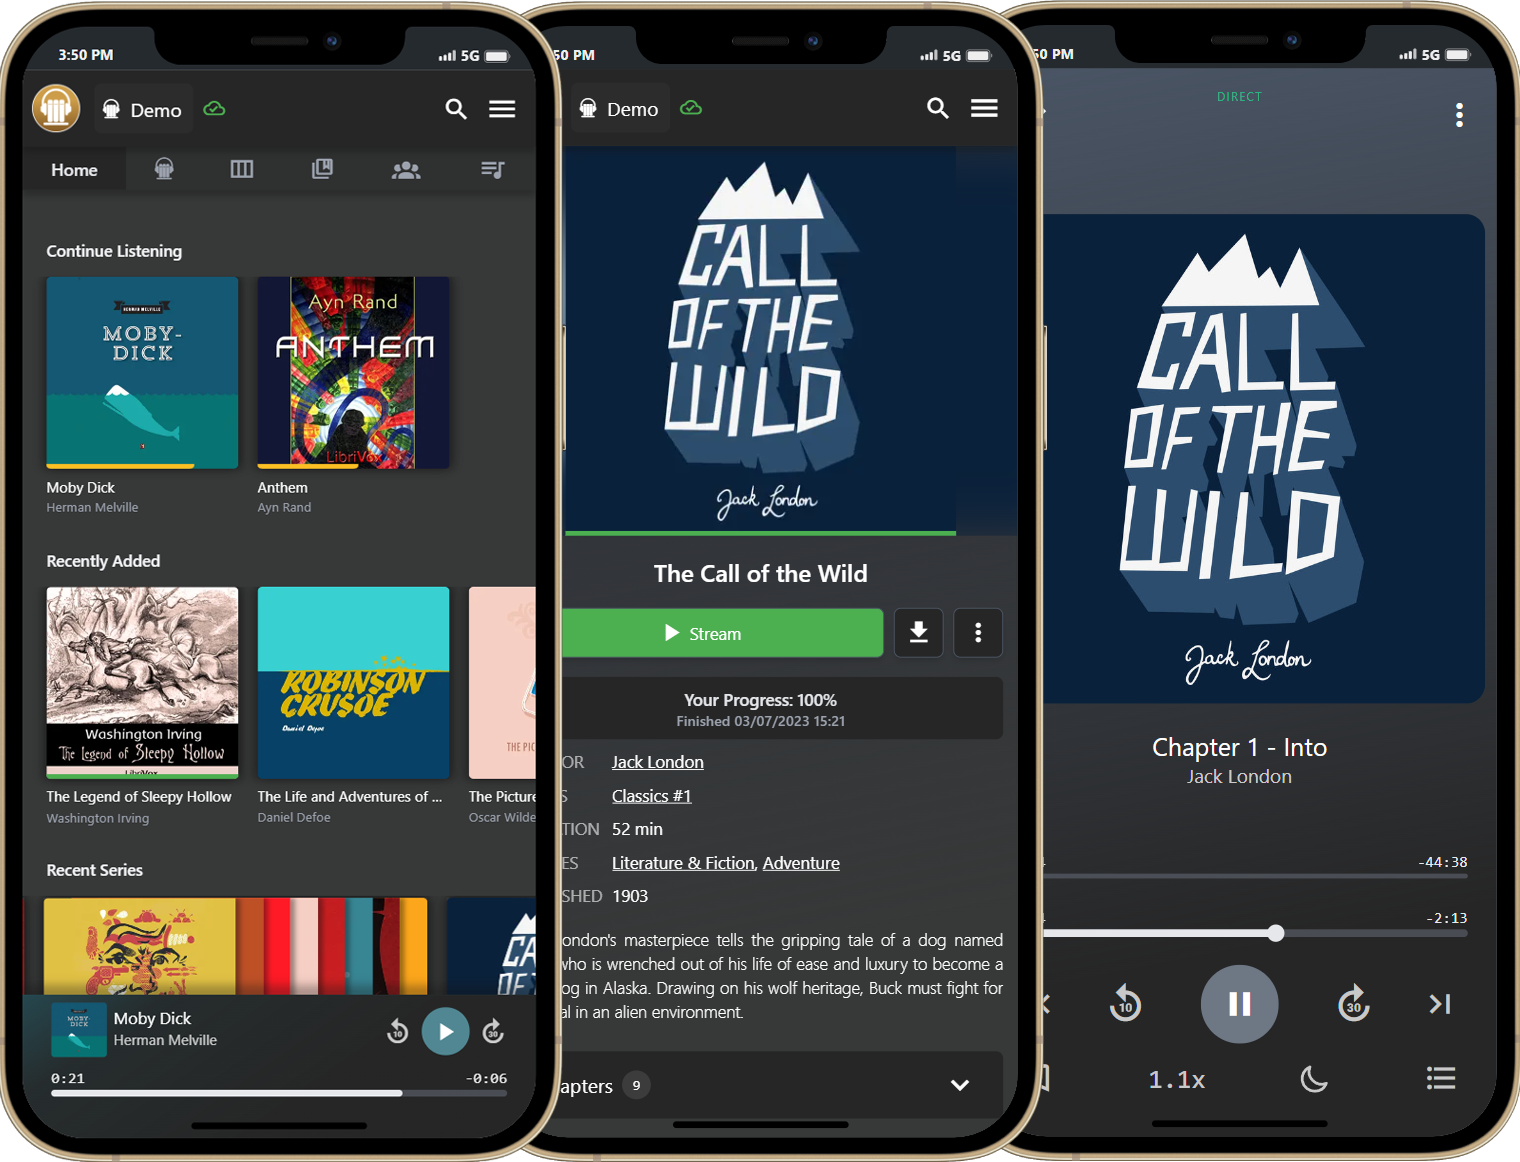 3:50 PM
5G
Demo
Home
Continue Listening
HERMAN MELVILLE
MOBY-
DICK
Ayn Rand
ANTHEM
LibriVox
Moby Dick
Herman Melville
Anthem
Ayn Rand
Recently Added
Washington Irving
The Legend of Sleepy Hollow
LibriVox
ROBINSON
CRUSOE
Daniel Defoe
THE PIC
The Legend of Sleepy Hollow
Washington Irving
The Life and Adventures of ...
Daniel Defoe
The Picture
Oscar Wilde
Recent Series
CA
OF
MOBY-
DICK
Moby Dick
Herman Melville
10
30
0:21
-0:06
50 PM
5G
Demo
CALL
OF THE
WILD
Jack London
The Call of the Wild
Stream
Your Progress: 100%
Finished 03/07/2023 15:21
OR Jack London
S Classics #1
TION 52 min
ES Literature & Fiction, Adventure
SHED 1903
ondon's masterpiece tells the gripping tale of a dog named
who is wrenched out of his life of ease and luxury to become a
og in Alaska. Drawing on his wolf heritage, Buck must fight for
al in an alien environment.
apters 9
50 PM
5G
DIRECT
CALL
OF THE
WILD
Jack London
Chapter 1 - Into
Jack London
-44:38
-2:13
10
30
1.1x